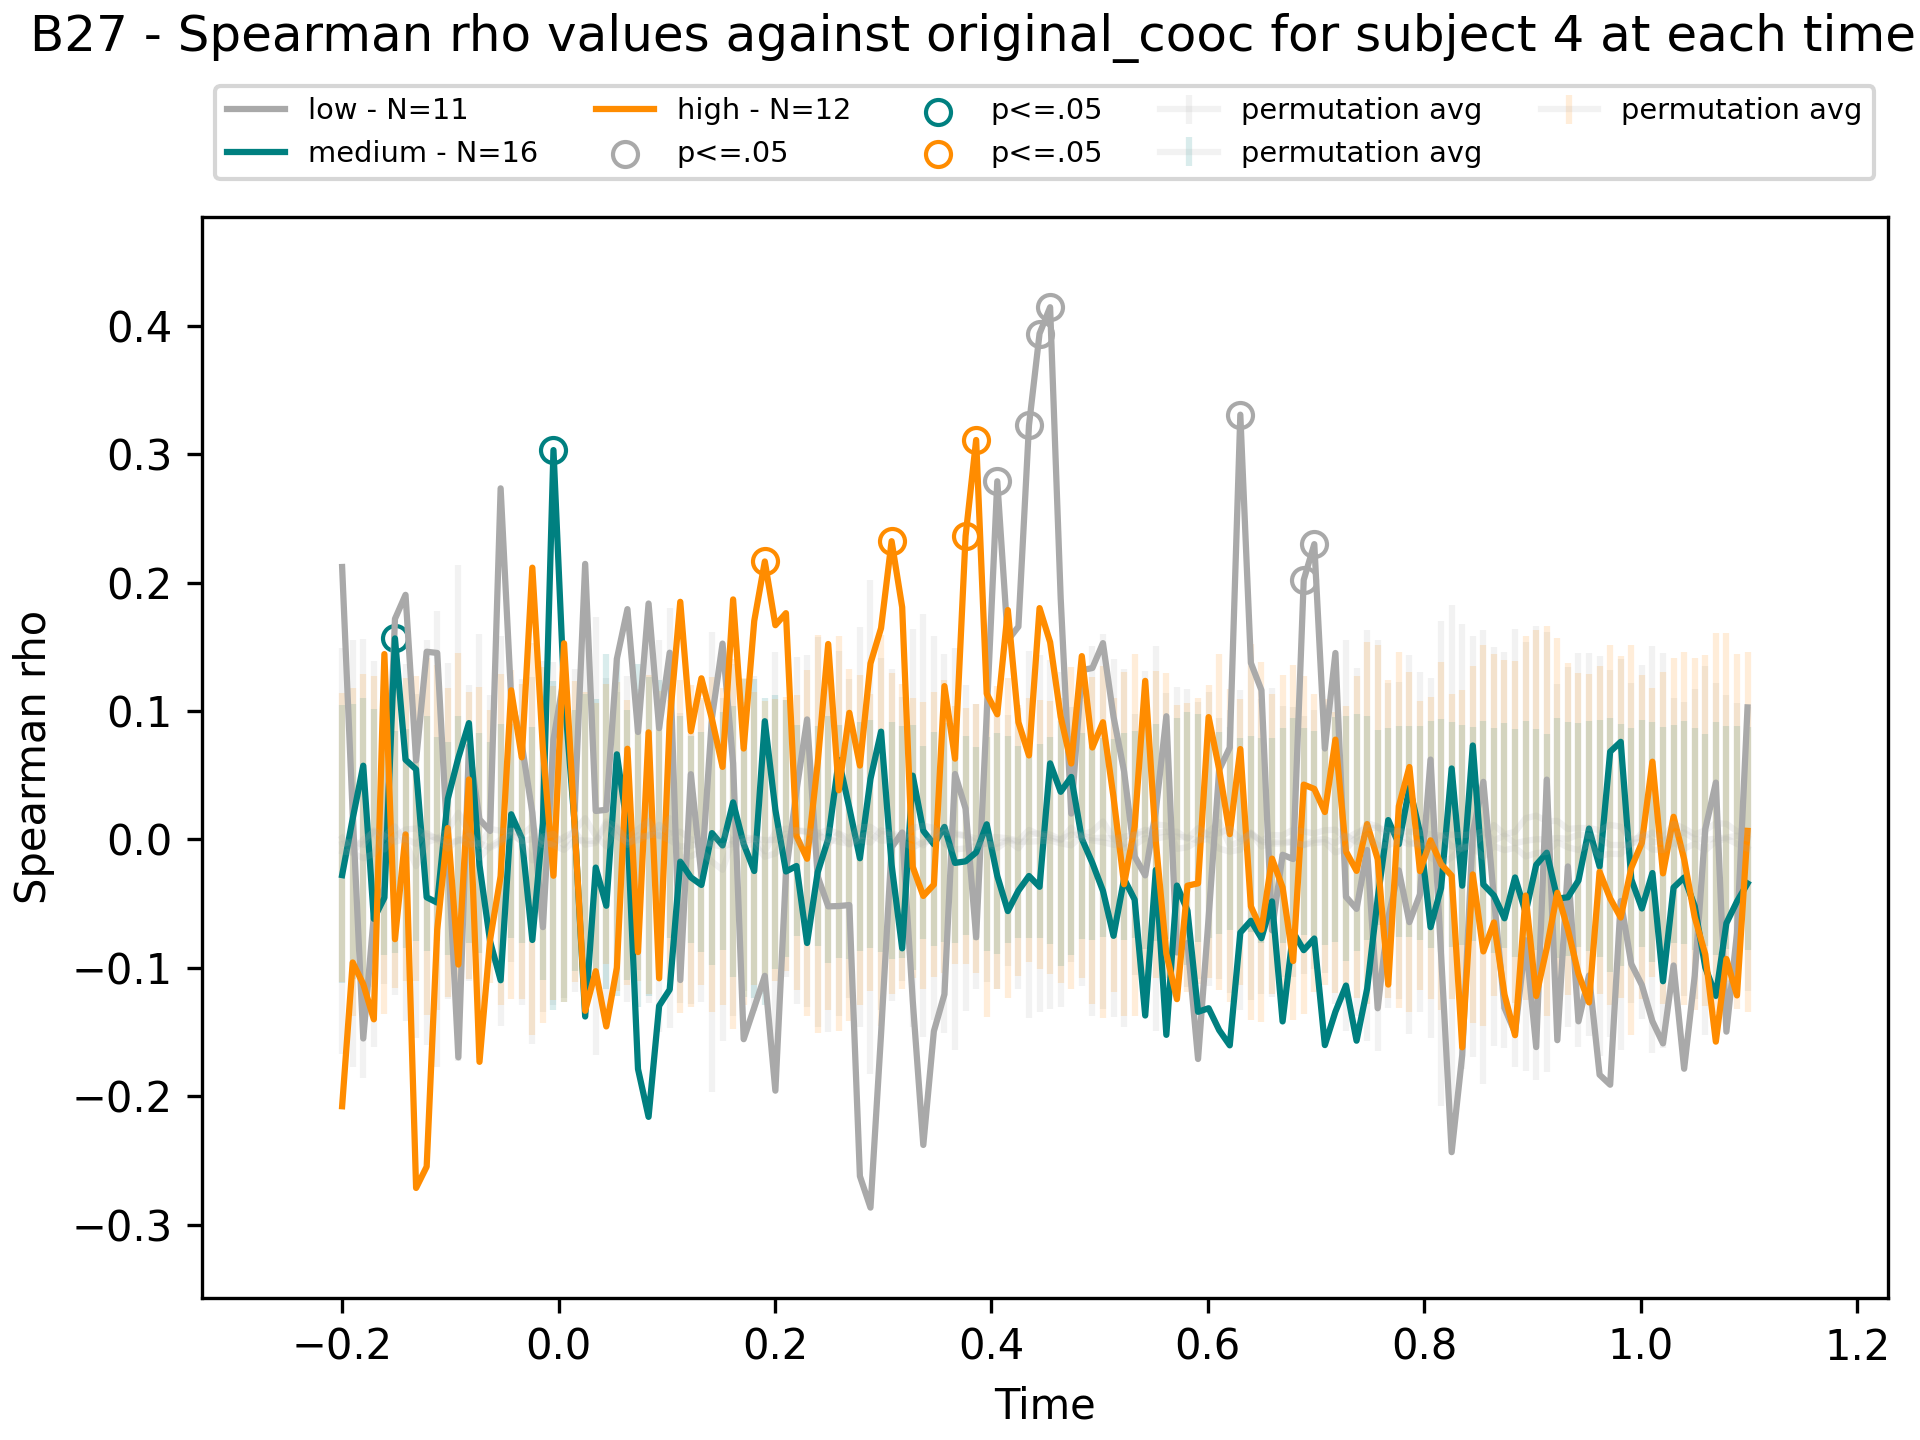 B27 - Spearman rho values against original_cooc for subject 4 at each time
low - N=11
medium - N=16
high - N=12
p<=.05
p<=.05
p<=.05
permutation avg
permutation avg
permutation avg
Spearman rho
0.4
0.3
0.2
0.1
0.0
−0.1
−0.2
−0.3
−0.2 0.0 0.2 0.4 0.6 0.8 1.0 1.2
Time